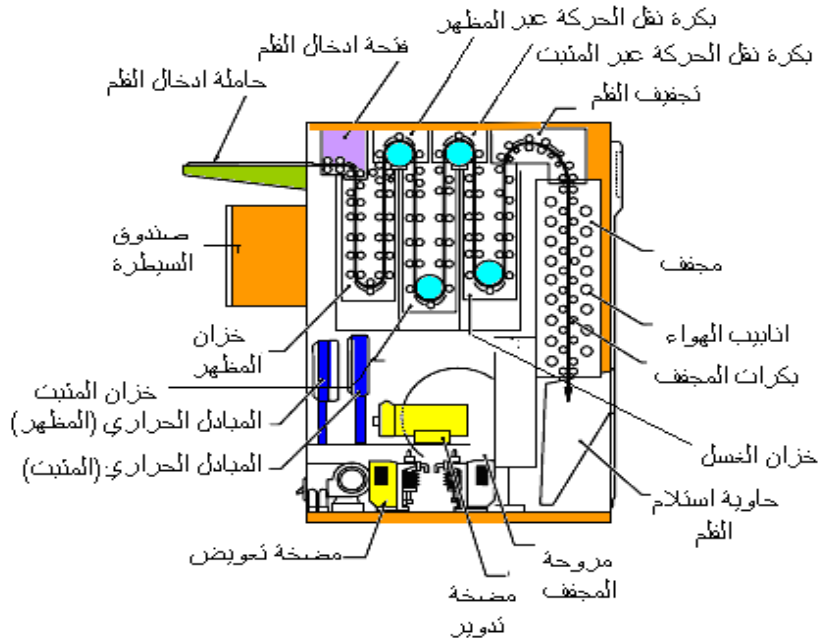 بكرة نقل الحركة عبر المظهر
فتحة ادخال الفلم
بكرة نقل الحركة عبر المثبت
حاملة ادخال الفلم
تجفيف الفلم
صندوق
السيطرة
مجفف
انابيب الهواء
بكرات المجفف
خزان
المظهر
خزان المثبت
المبادل الحراري (المظهر)
المبادل الحراري (المثبت)
خزان الغسل
حاوية استلام
الفلم
مضخة تعويض
مروحة
المجفف
مضخة
تدوير